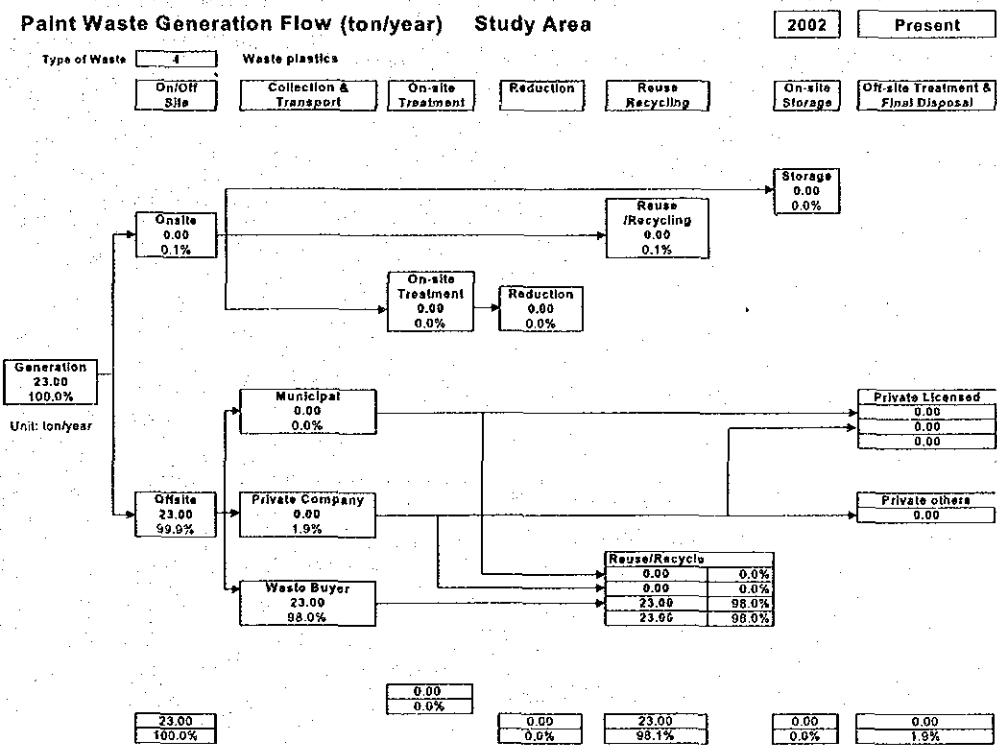 Paint Waste Generation Flow (ton/year) Study Area 2002 Present
Type of Waste 4 Waste plastics
On/Off Site
Collection & Transport
On-site Treatment
Reduction
Reuse Recycling
On-site Storage
Off-site Treatment & Final Disposal
Storage
0.00
0.0%
Onsite
0.00
0.1%
Reuse
/Recycling
0.00
0.1%
On-site
Treatment
0.00
0.0%
Reduction
0.00
0.0%
Generation
23.00
100.0%
Unit: ton/year
Municipal
0.00
0.0%
Private Licensed
0.00
0.00
0.00
Offsite
23.00
99.9%
Private Company
0.00
1.9%
Private others
0.00
Waste Buyer
23.00
98.0%
Reuse/Recycle
0.00 0.0%
0.00 0.0%
23.00 98.0%
23.00 98.0%
0.00
0.0%
23.00 0.00 23.00 0.00 0.00
100.0% 0.0% 98.1% 0.0% 1.9%